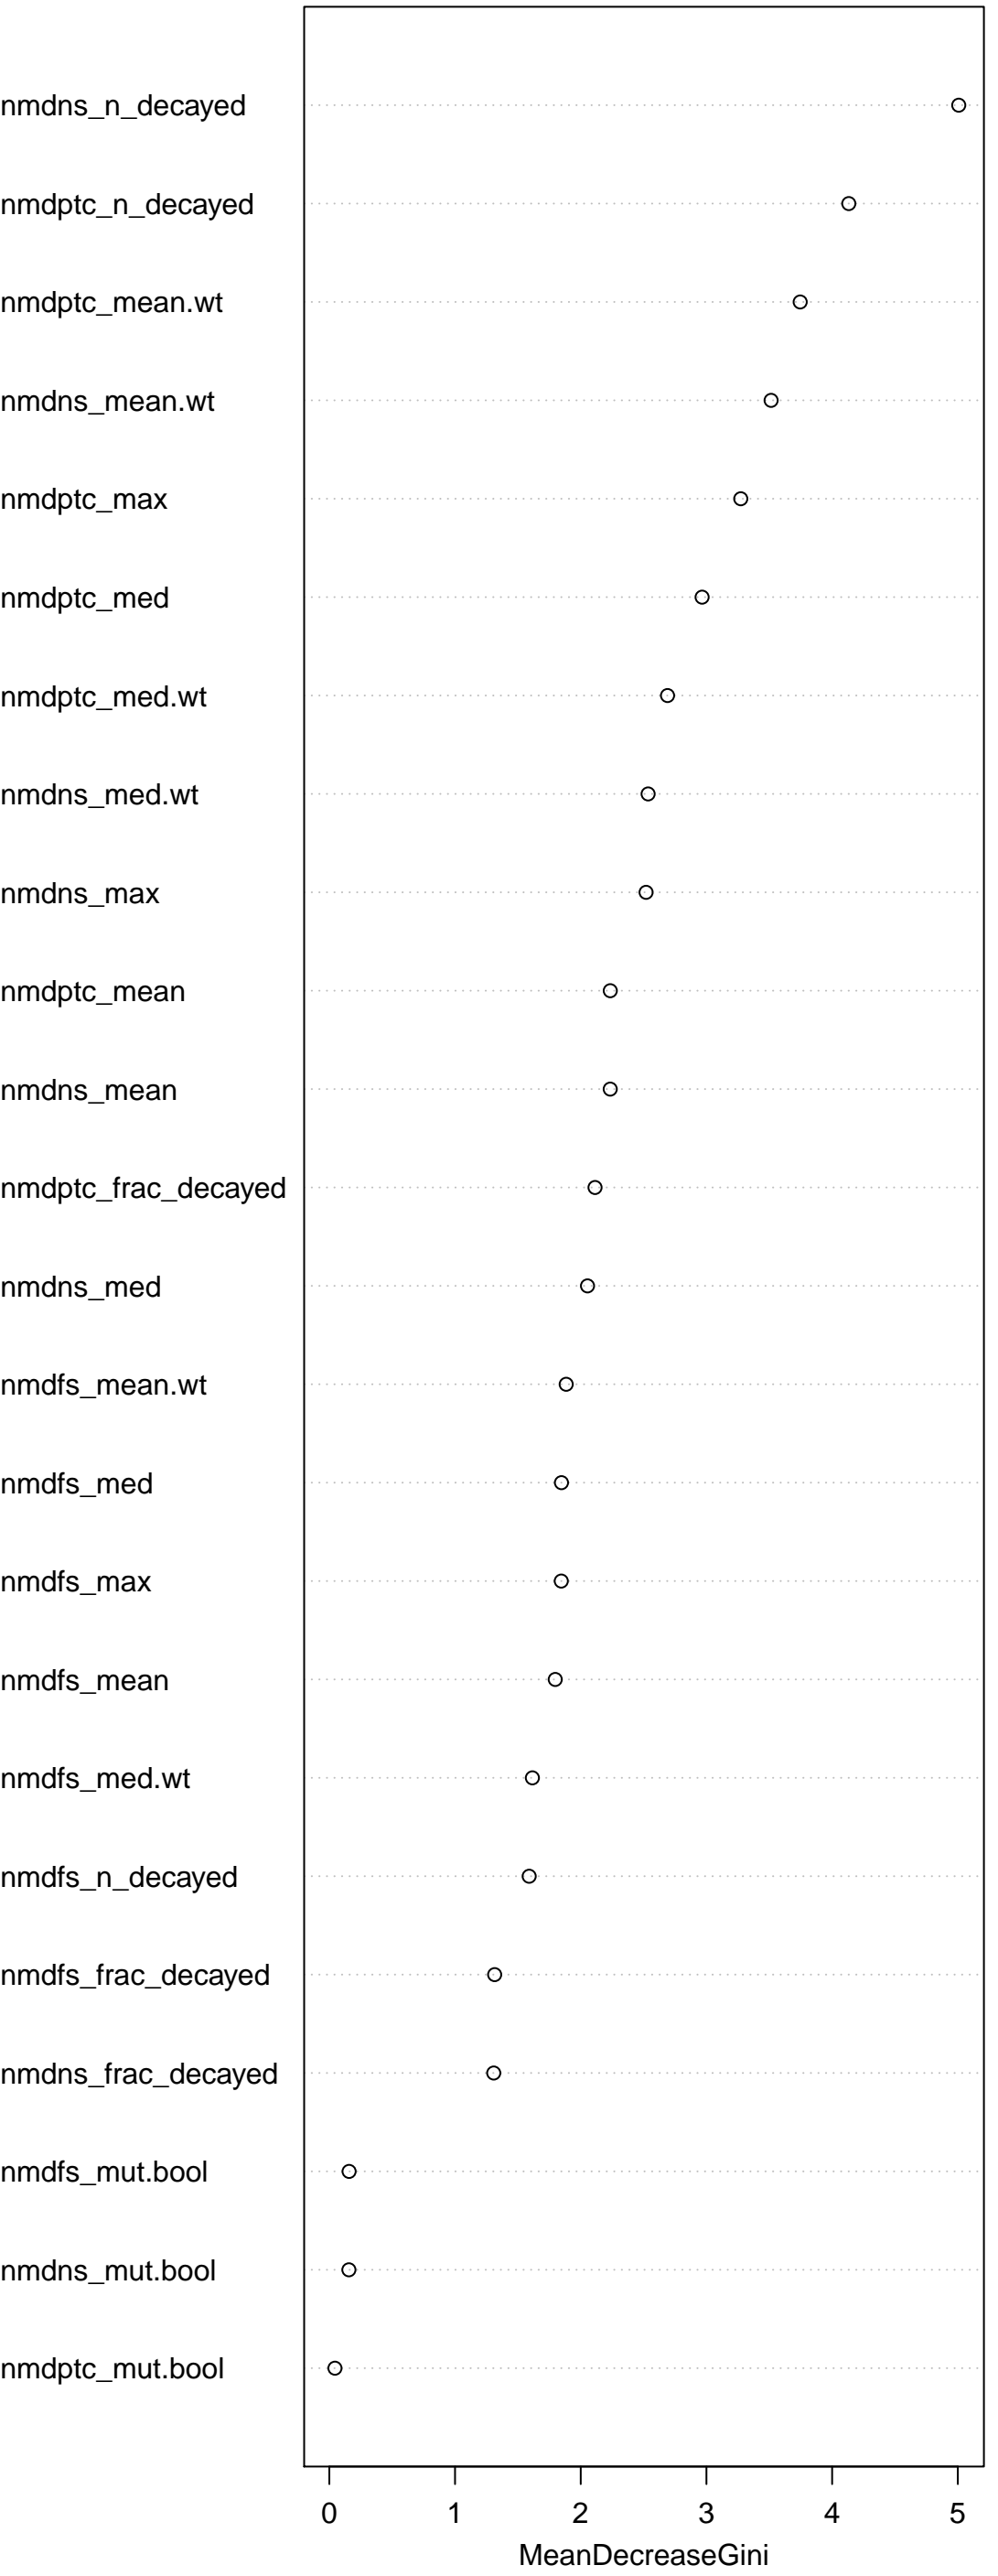 nmdns_n_decayed
nmdptc_n_decayed
nmdptc_mean.wt
nmdns_mean.wt
nmdptc_max
nmdptc_med
nmdptc_med.wt
nmdns_med.wt
nmdns_max
nmdptc_mean
nmdns_mean
nmdptc_frac_decayed
nmdns_med
nmdfs_mean.wt
nmdfs_med
nmdfs_max
nmdfs_mean
nmdfs_med.wt
nmdfs_n_decayed
nmdfs_frac_decayed
nmdns_frac_decayed
nmdfs_mut.bool
nmdns_mut.bool
nmdptc_mut.bool
0 1 2 3 4 5
MeanDecreaseGini